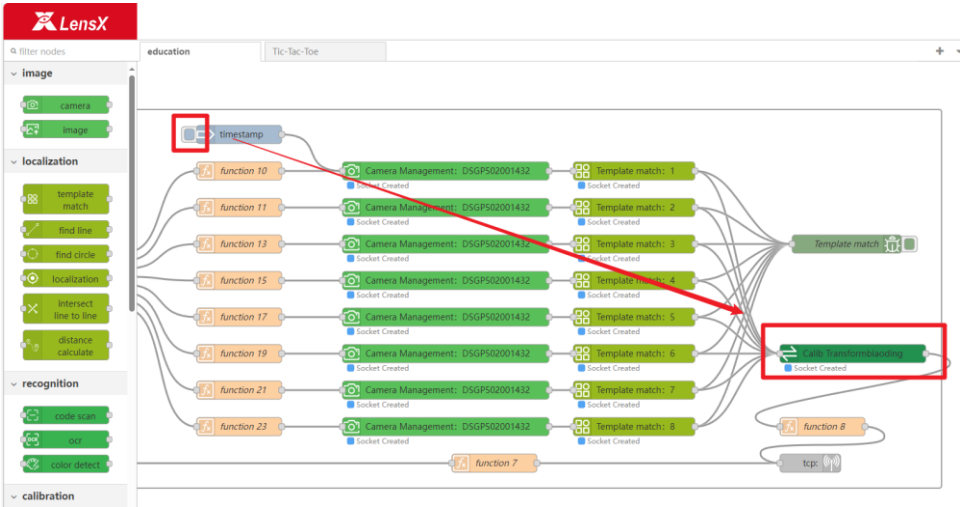 LensX
filter nodes
education
Tic-Tac-Toe
image
camera
image
localization
template
match
find line
find circle
localization
intersect
line to line
distance
calculate
recognition
code scan
ocr
color detect
calibration
timestamp
function 10
Camera Management: DSGP502001432
Socket Created
Template match: 1
Socket Created
function 11
Camera Management: DSGP502001432
Socket Created
Template match: 2
Socket Created
function 13
Camera Management: DSGP502001432
Socket Created
Template match: 3
Socket Created
Template match
function 15
Camera Management: DSGP502001432
Socket Created
Template match: 4
Socket Created
function 17
Camera Management: DSGP502001432
Socket Created
Template match: 5
Socket Created
function 19
Camera Management: DSGP502001432
Socket Created
Template match: 6
Socket Created
Calib Transformblaoding
Socket Created
function 21
Camera Management: DSGP502001432
Socket Created
Template match: 7
Socket Created
function 23
Camera Management: DSGP502001432
Socket Created
Template match: 8
Socket Created
function 8
function 7
tcp: